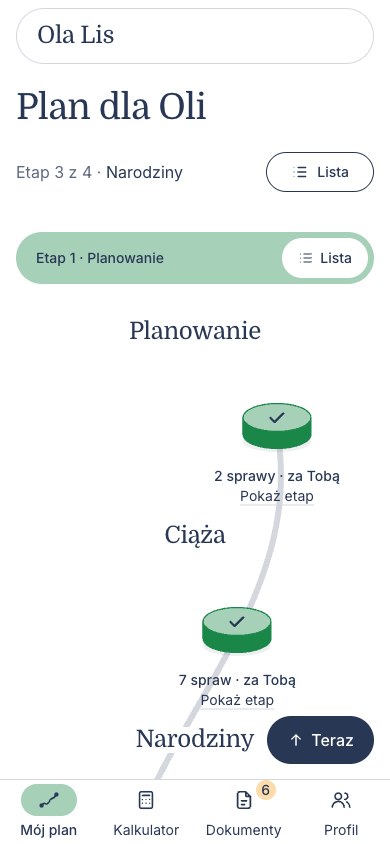 Ola Lis
Plan dla Oli
Etap 3 z 4 · Narodziny
Lista
Etap 1 · Planowanie
Lista
Planowanie
2 sprawy · za Tobą
Pokaż etap
Ciąża
7 spraw · za Tobą
Pokaż etap
Narodziny
Teraz
6
Mój plan
Kalkulator
Dokumenty
Profil